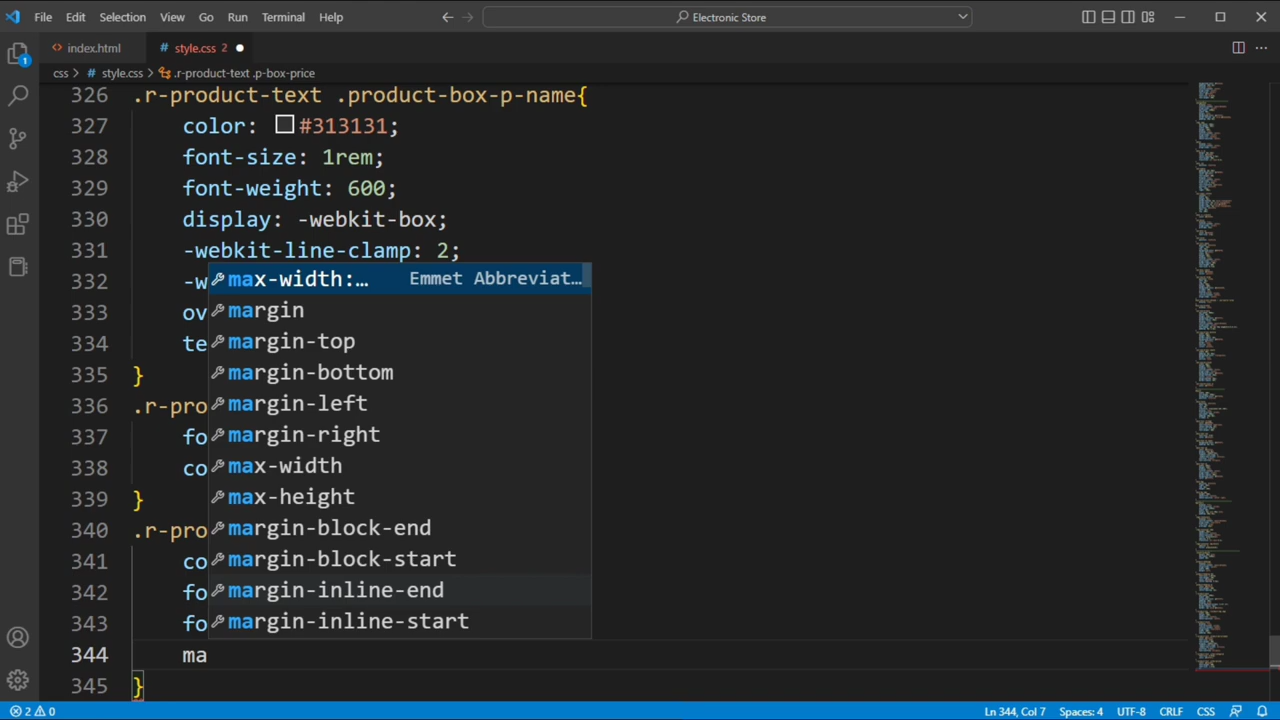 File Edit Selection View Go Run Terminal Help Electronic Store
index.html # style.css 2
css > # style.css > .r-product-text .p-box-price
326 .r-product-text .product-box-p-name{
327 color: #313131;
328 font-size: 1rem;
329 font-weight: 600;
330 display: -webkit-box;
331 -webkit-line-clamp: 2;
332 -w max-width:… Emmet Abbreviat…
333 ov margin
margin-top
334 te
margin-bottom
335 }
margin-left
336 .r-pro
margin-right
337 fo
max-width
338 co
max-height
339 }
margin-block-end
340 .r-pro
margin-block-start
341 co
margin-inline-end
342 fo
margin-inline-start
343 fo
344 ma
345 }
2 0 Ln 344, Col 7 Spaces: 4 UTF-8 CRLF CSS